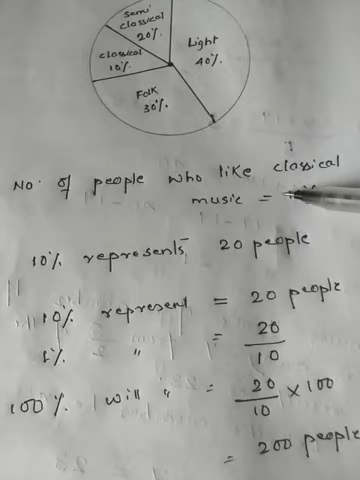 Semi
classical
20%
Light
40%
classical
10%
Folk
30%
No. of people who like classical
music =
10% represents 20 people
10% represent = 20 people
1% " = 20/10
100% will " = 20/10 × 100
= 200 people